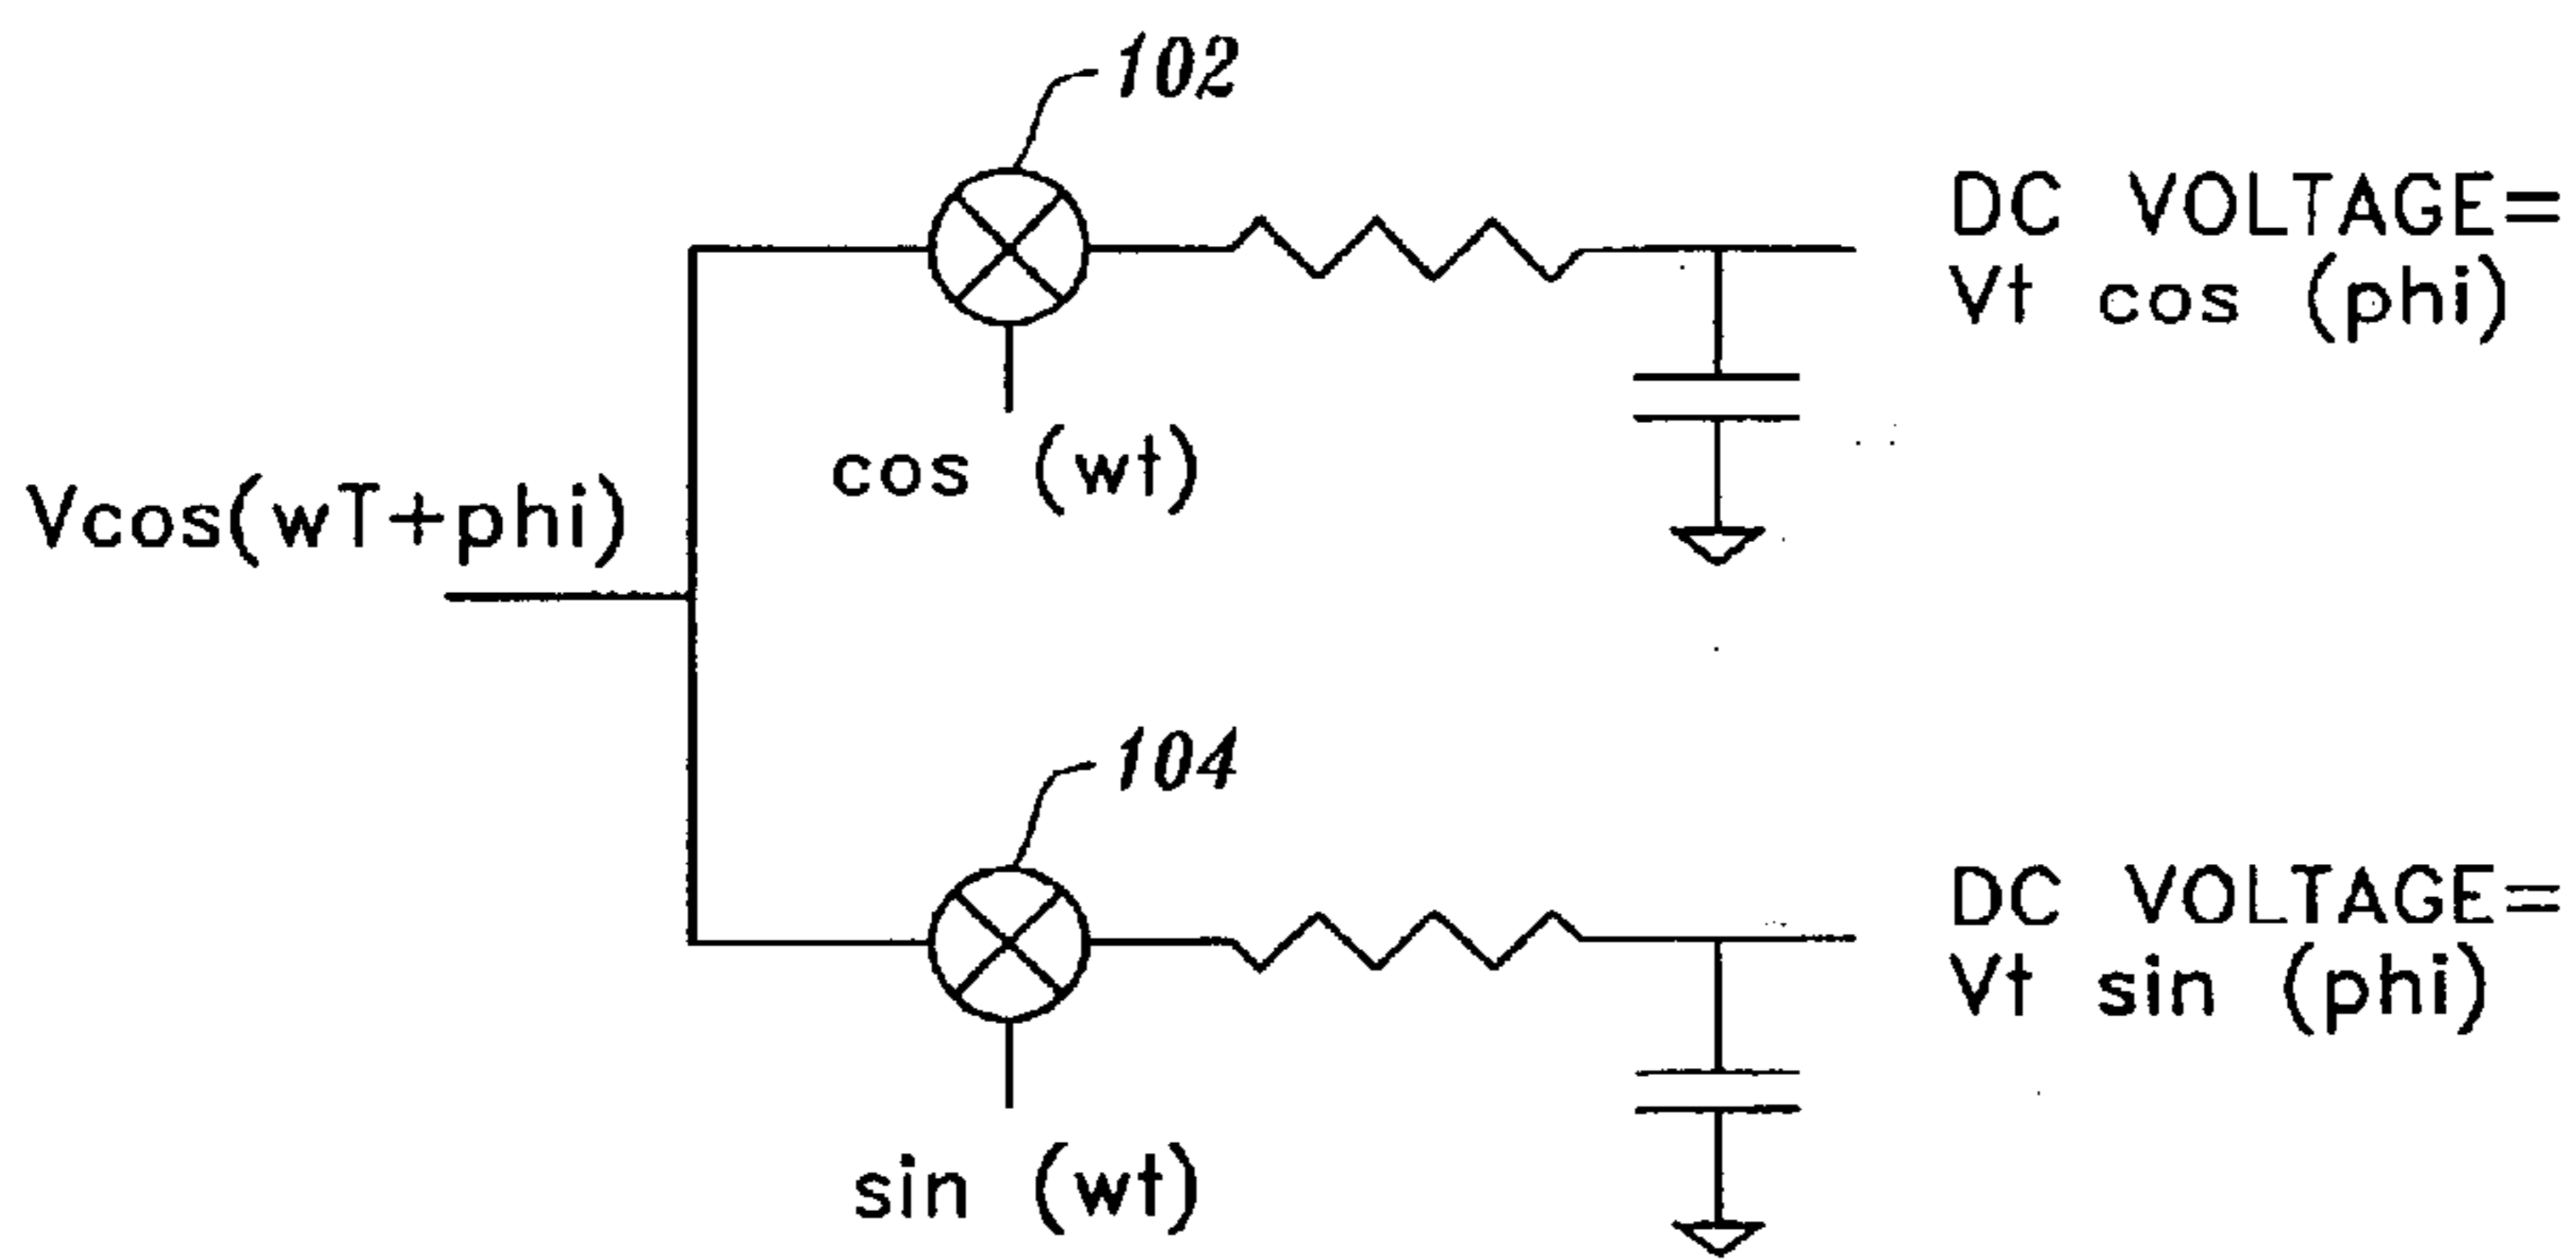 102
DC VOLTAGE=
Vt cos (phi)
cos (wt)
Vcos(wT+phi)
104
DC VOLTAGE=
Vt sin (phi)
sin (wt)